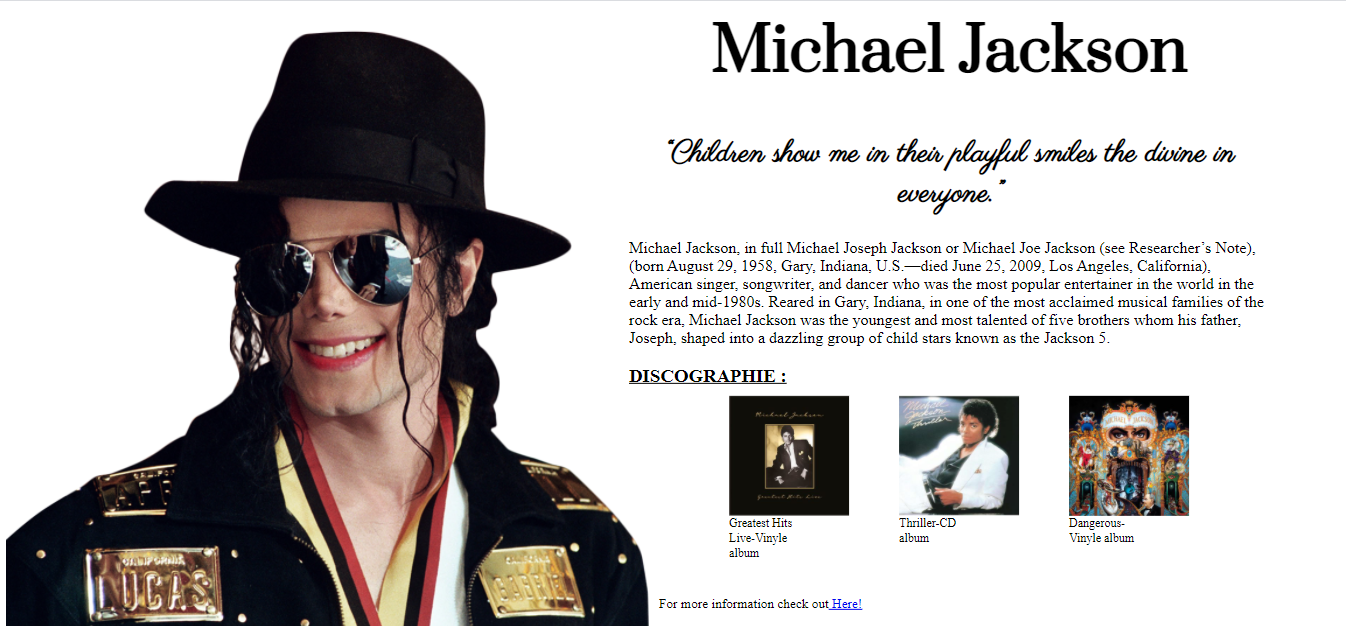 Michael Jackson
“Children show me in their playful smiles the divine in
everyone.”
Michael Jackson, in full Michael Joseph Jackson or Michael Joe Jackson (see Researcher’s Note),
(born August 29, 1958, Gary, Indiana, U.S.—died June 25, 2009, Los Angeles, California),
American singer, songwriter, and dancer who was the most popular entertainer in the world in the
early and mid-1980s. Reared in Gary, Indiana, in one of the most acclaimed musical families of the
rock era, Michael Jackson was the youngest and most talented of five brothers whom his father,
Joseph, shaped into a dazzling group of child stars known as the Jackson 5.
DISCOGRAPHIE :
Michael Jackson
Greatest Hits Live
Michael
Jackson
Thriller
MICHAEL JACKSON
Greatest Hits
Live-Vinyle
album
Thriller-CD
album
Dangerous-
Vinyle album
CALIFORNIA
LUCAS
For more information check out Here!